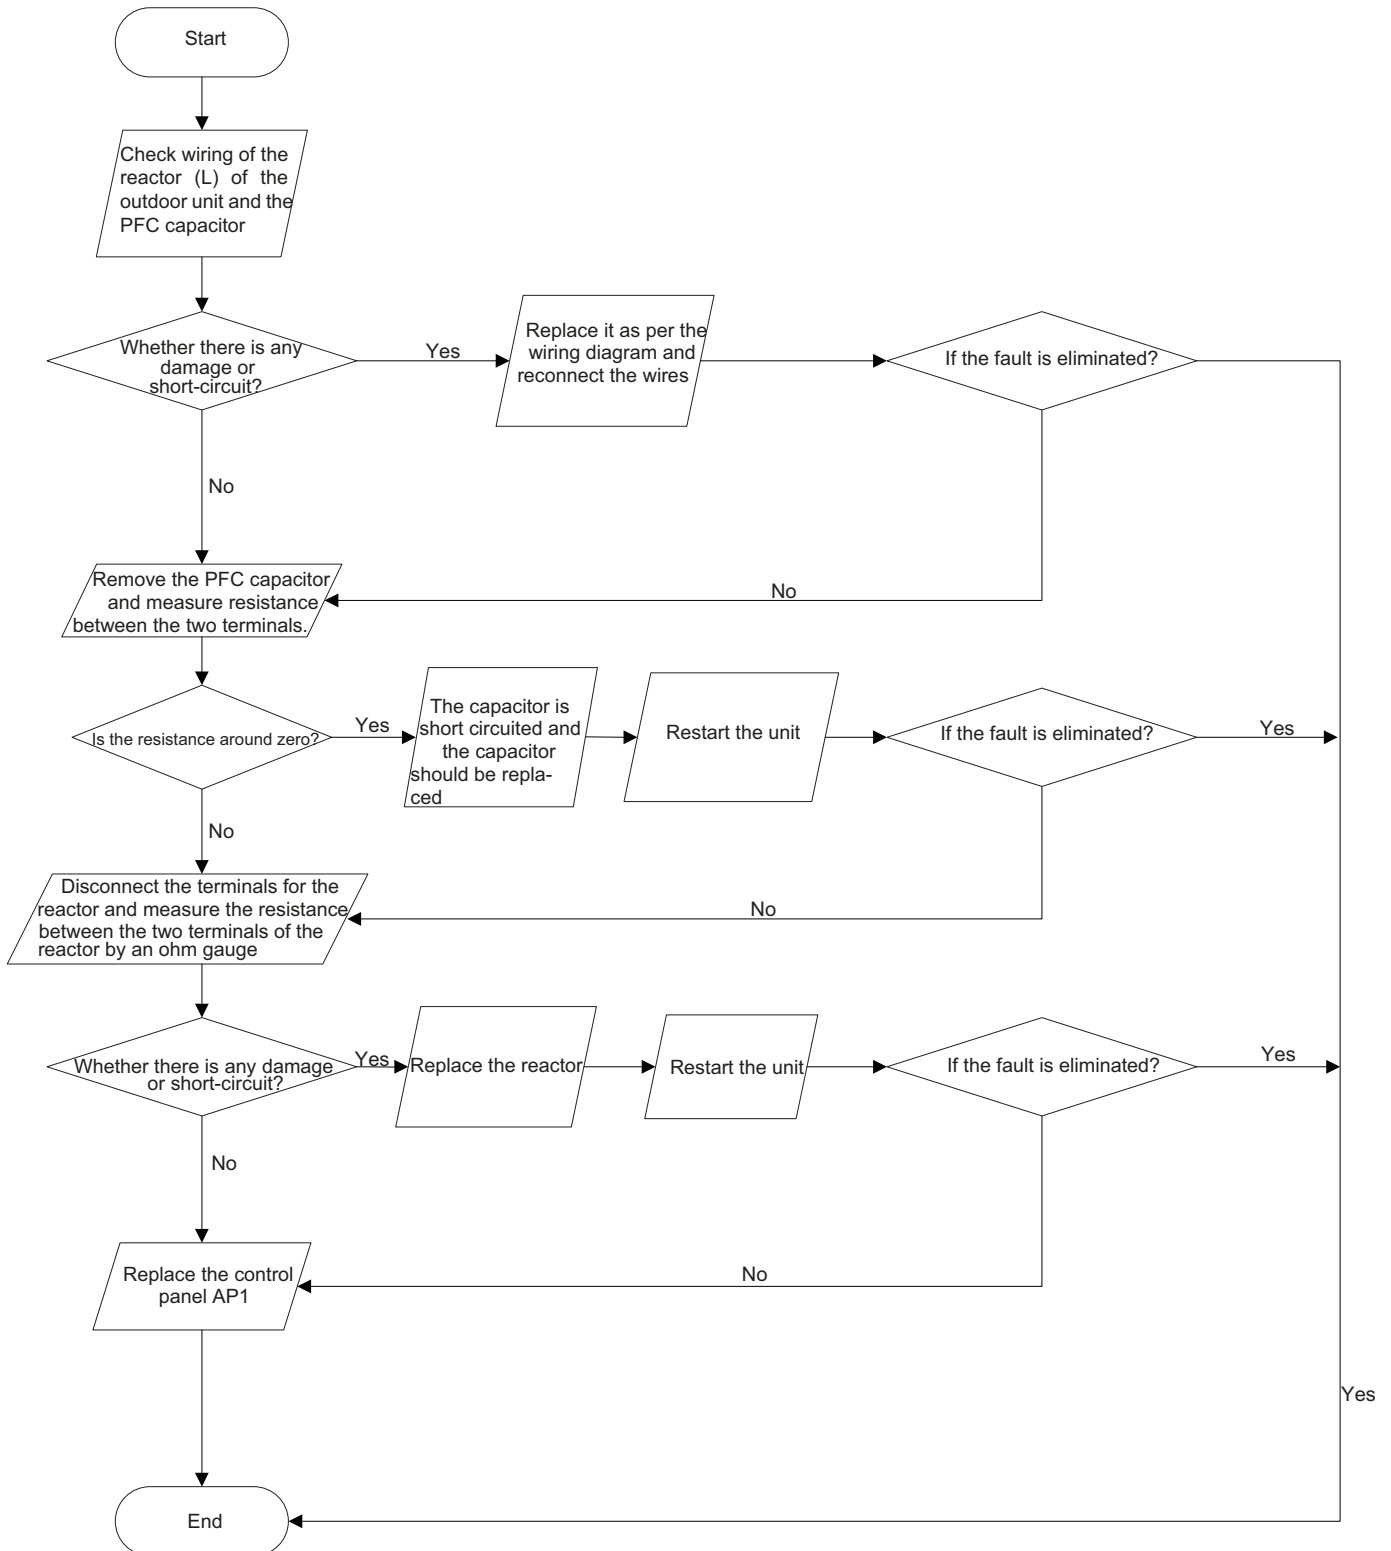 Start
Check wiring of the
reactor (L) of the
outdoor unit and the
PFC capacitor
Whether there is any
damage or
short-circuit?
Yes
Replace it as per the
wiring diagram and
reconnect the wires
If the fault is eliminated?
No
Remove the PFC capacitor
and measure resistance
between the two terminals.
No
Is the resistance around zero?
Yes
The capacitor is
short circuited and
the capacitor
should be repla-
ced
Restart the unit
If the fault is eliminated?
Yes
No
Disconnect the terminals for the
reactor and measure the resistance
between the two terminals of the
reactor by an ohm gauge
No
Whether there is any damage
or short-circuit?
Yes
Replace the reactor
Restart the unit
If the fault is eliminated?
Yes
No
Replace the control
panel AP1
No
Yes
End